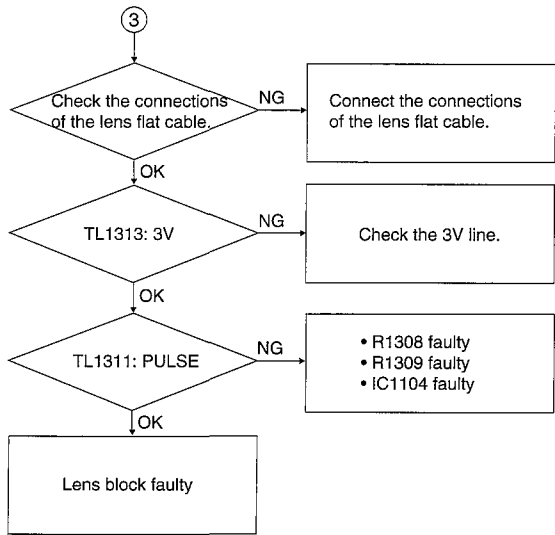 3
Check the connections
of the lens flat cable.
NG
Connect the connections
of the lens flat cable.
OK
TL1313: 3V
NG
Check the 3V line.
OK
TL1311: PULSE
NG
• R1308 faulty
• R1309 faulty
• IC1104 faulty
OK
Lens block faulty